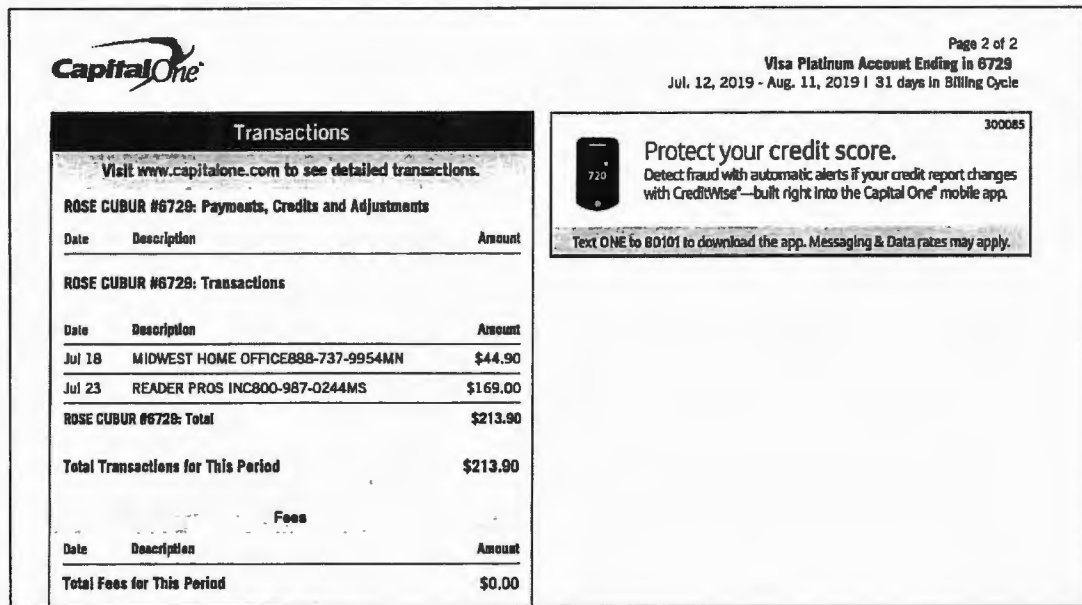 CapitalOne
Page 2 of 2
Visa Platinum Account Ending in 6729
Jul. 12, 2019 - Aug. 11, 2019 | 31 days in Billing Cycle
Transactions
Visit www.capitalone.com to see detailed transactions.
ROSE CUBUR #6729: Payments, Credits and Adjustments
Date Description Amount
ROSE CUBUR #6729: Transactions
Date Description Amount
Jul 18 MIDWEST HOME OFFICE888-737-9954MN $44.90
Jul 23 READER PROS INC800-987-0244MS $169.00
ROSE CUBUR #6729: Total $213.90
Total Transactions for This Period $213.90
Fees
Date Description Amount
Total Fees for This Period $0.00
300085
720
Protect your credit score.
Detect fraud with automatic alerts if your credit report changes
with CreditWise®—built right into the Capital One® mobile app.
Text ONE to 80101 to download the app. Messaging & Data rates may apply.